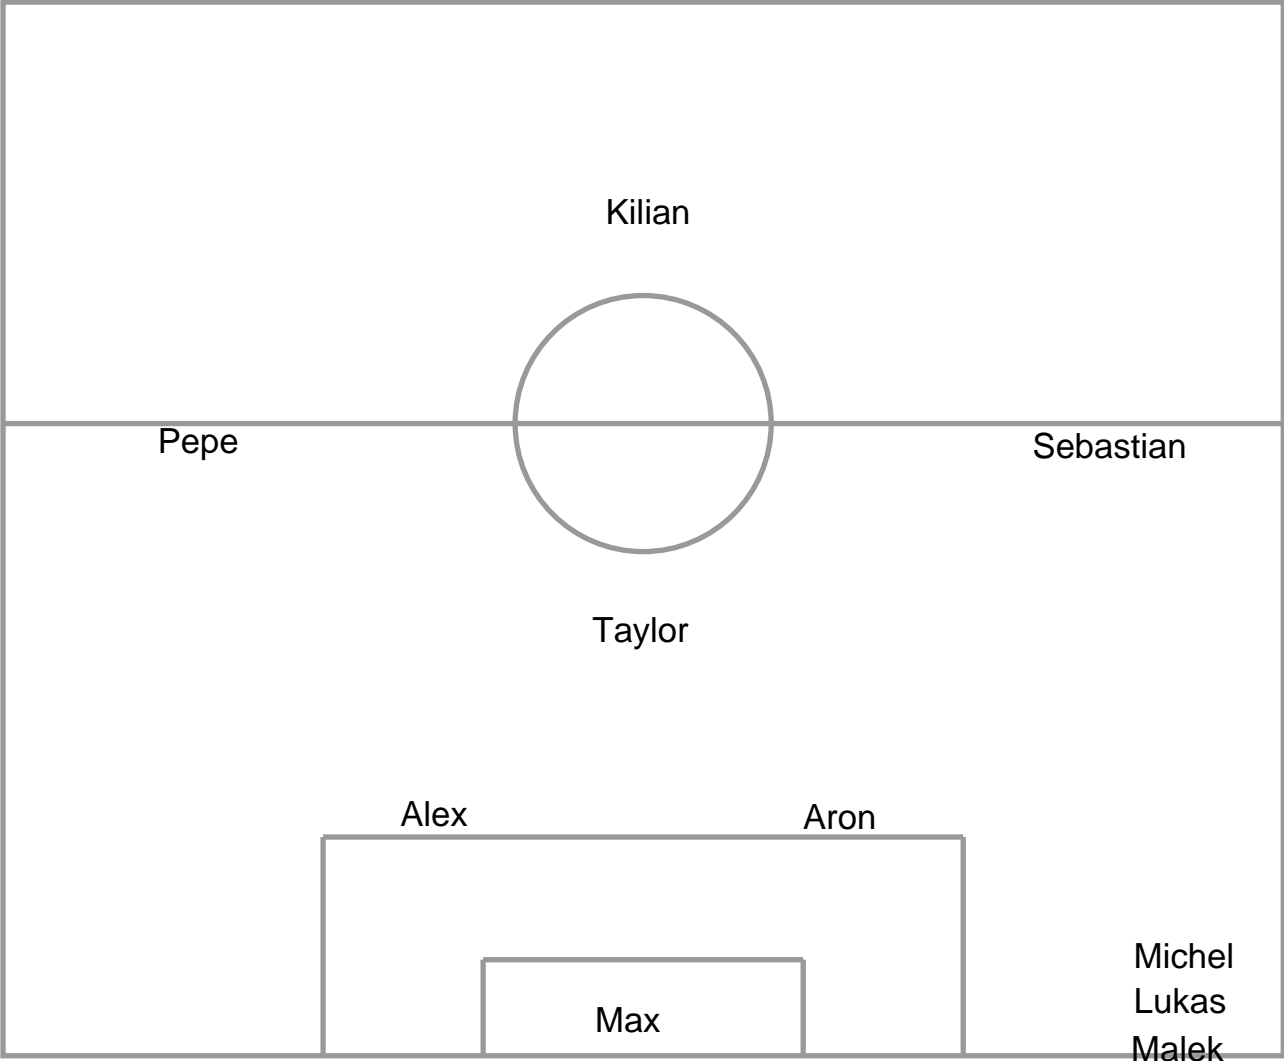 Kilian
Pepe
Sebastian
Taylor
Alex
Aron
Michel
Lukas
Max
Malek